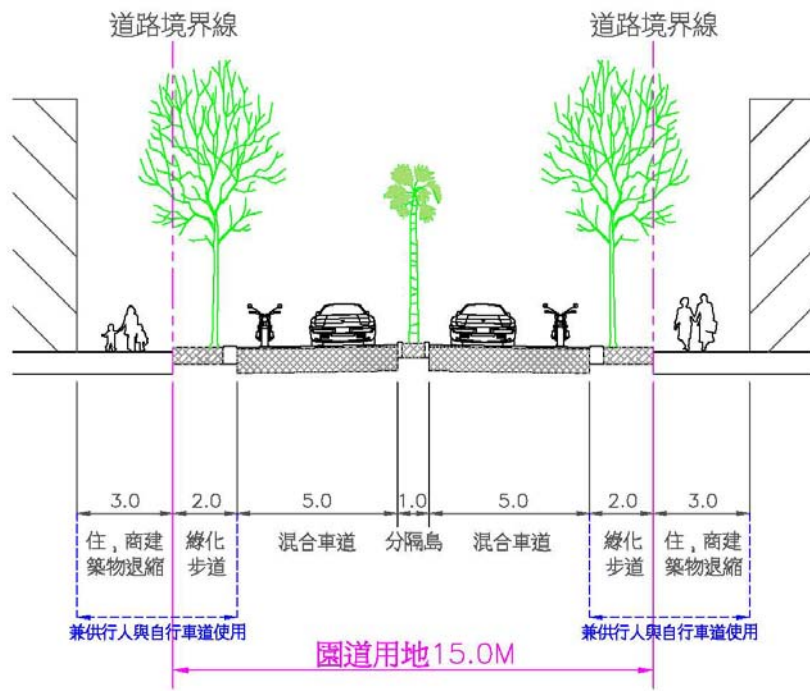 道路境界線 道路境界線
3.0 2.0 5.0 1.0 5.0 2.0 3.0
住，商建 綠化 混合車道 分隔島 混合車道 綠化 住，商建
築物退縮 步道 步道 築物退縮
兼供行人與自行車道使用 兼供行人與自行車道使用
園道用地15.0M